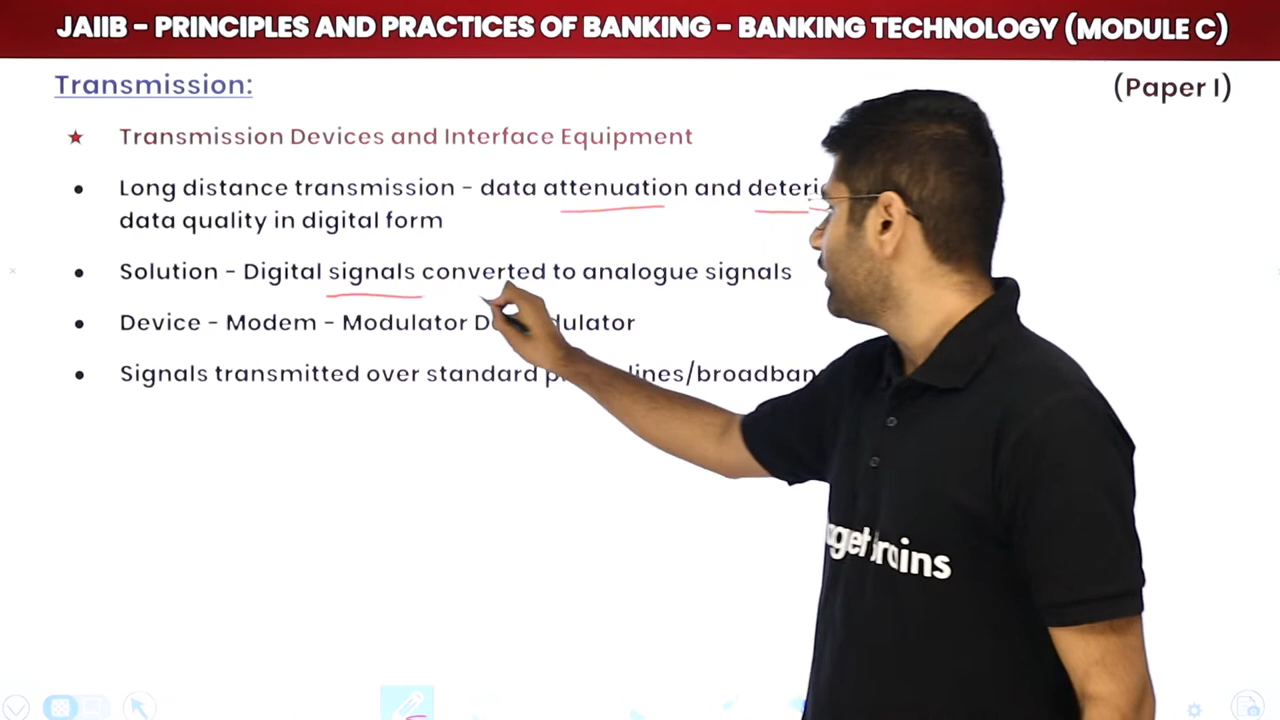 JAIIB – PRINCIPLES AND PRACTICES OF BANKING – BANKING TECHNOLOGY (MODULE C)
Transmission:
(Paper I)
★ Transmission Devices and Interface Equipment
• Long distance transmission - data attenuation and
data quality in digital form
• Solution - Digital signals converted to analogue signals
• Device - Modem - Modulator
• Signals transmitted over standard